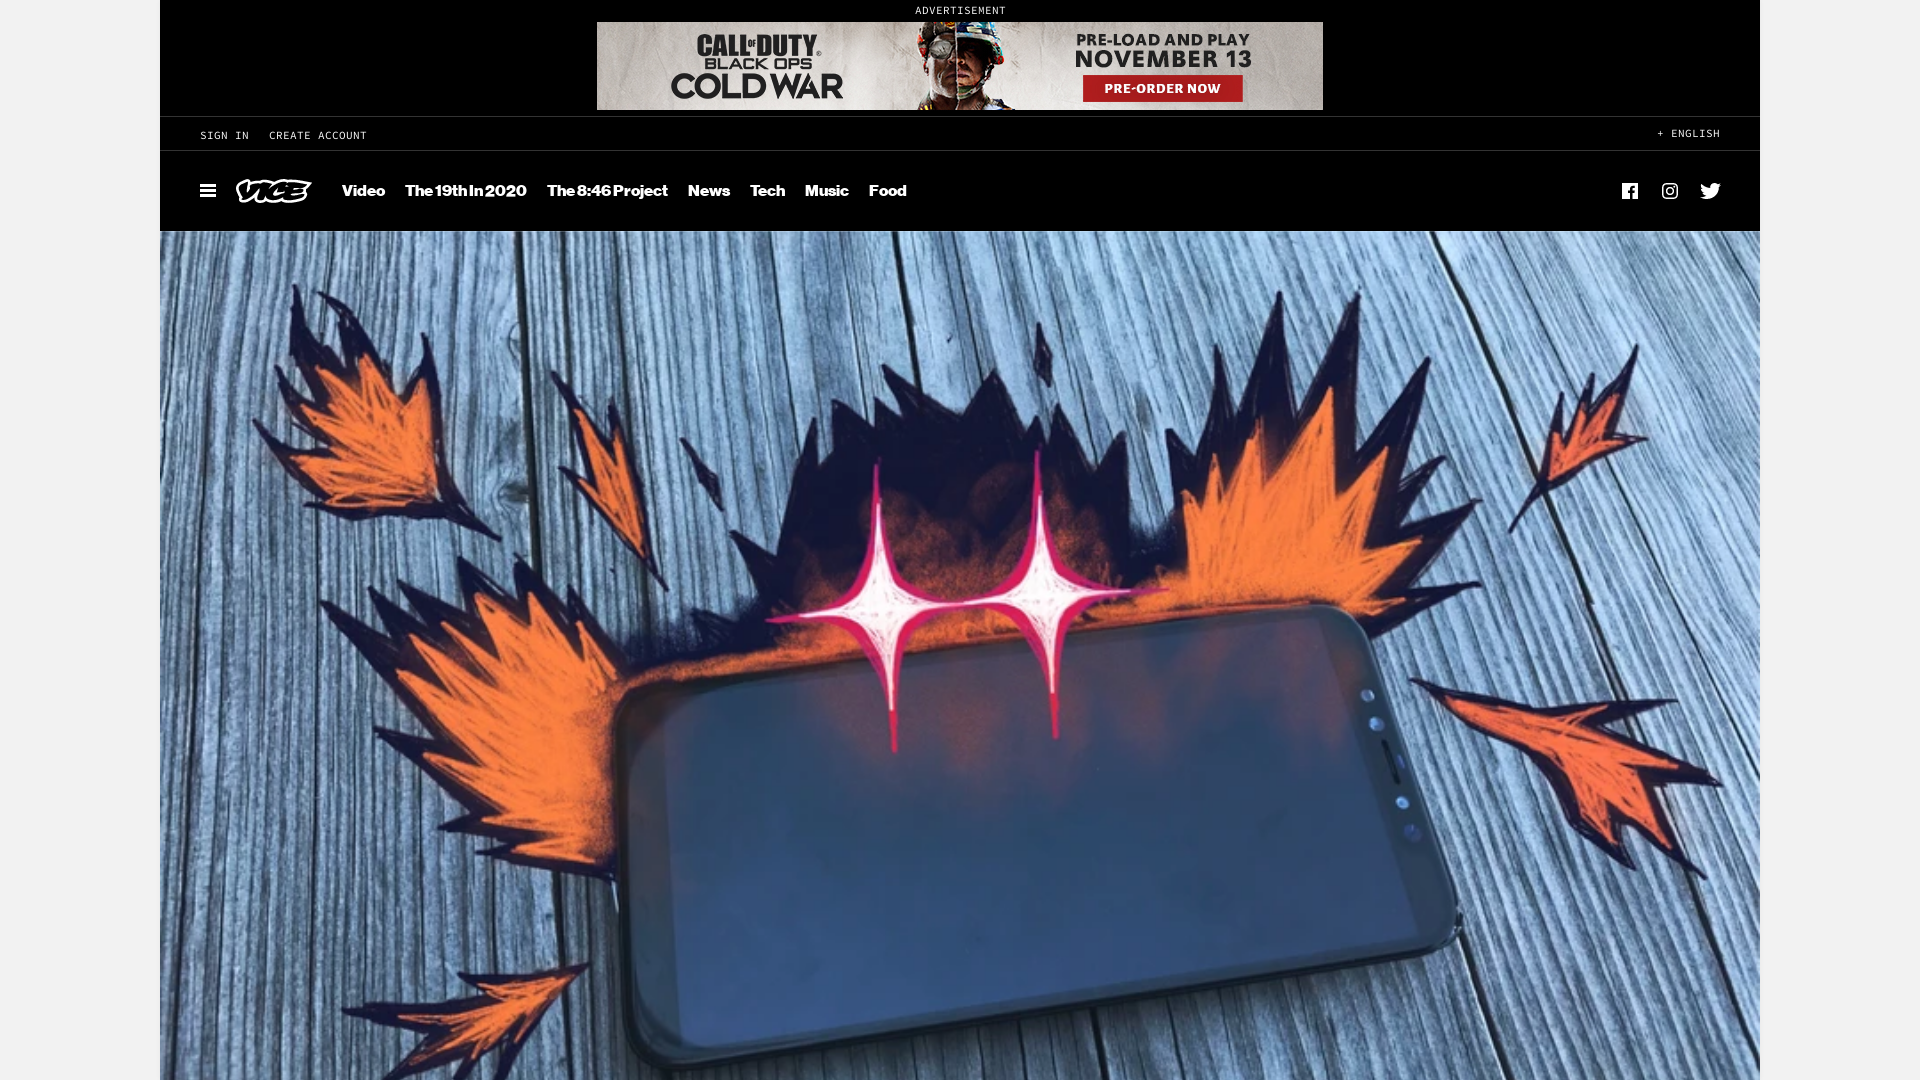 ADVERTISEMENT
CALL OF DUTY®
BLACK OPS
COLD WAR
PRE-LOAD AND PLAY
NOVEMBER 13
PRE-ORDER NOW
SIGN IN CREATE ACCOUNT
+ ENGLISH
VICE Video The 19th In 2020 The 8:46 Project News Tech Music Food